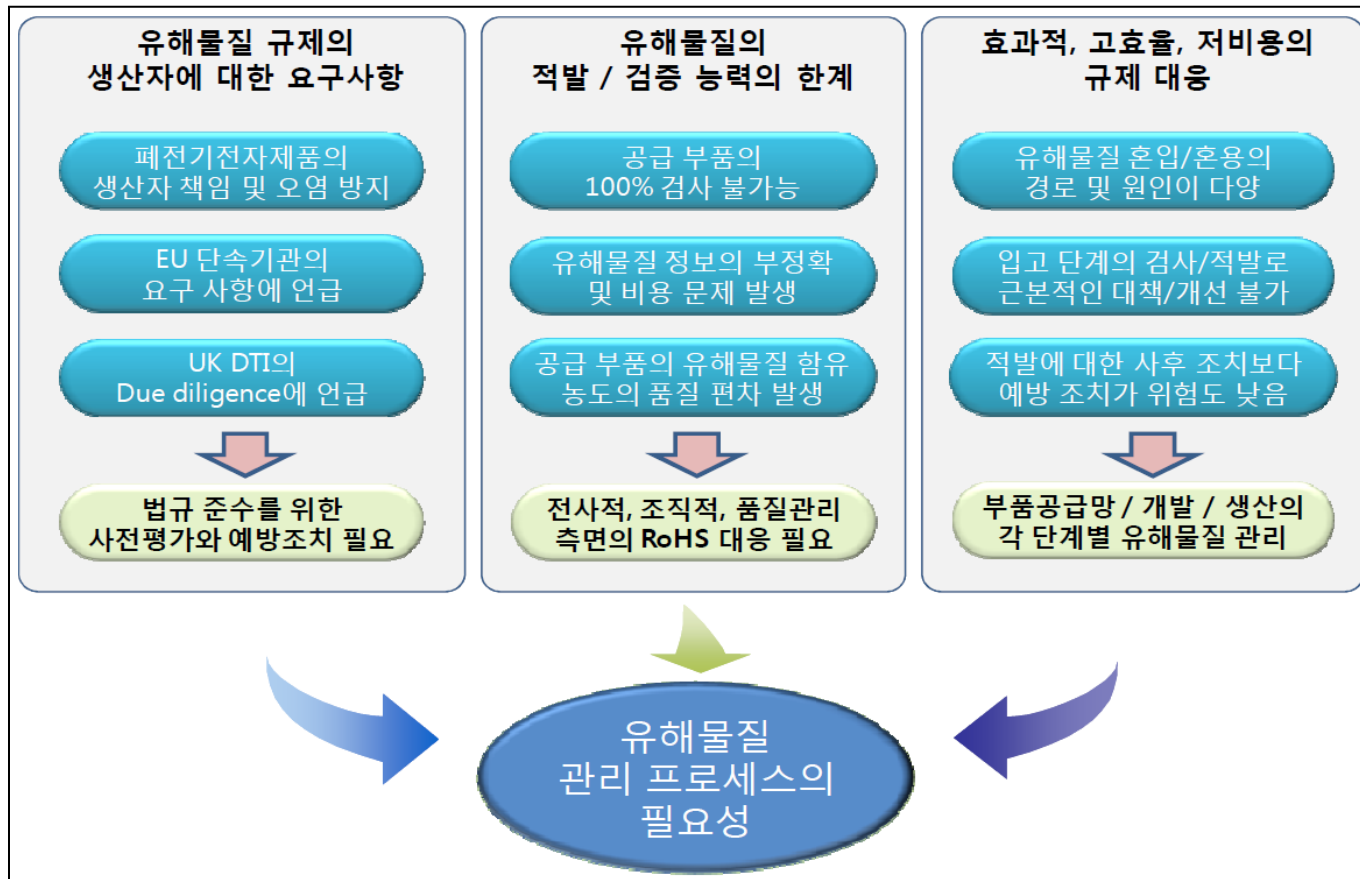 유해물질 규제의
생산자에 대한 요구사항
폐전기전자제품의
생산자 책임 및 오염 방지
EU 단속기관의
요구 사항에 언급
UK DTI의
Due diligence에 언급
법규 준수를 위한
사전평가와 예방조치 필요
유해물질의
적발 / 검증 능력의 한계
공급 부품의
100% 검사 불가능
유해물질 정보의 부정확
및 비용 문제 발생
공급 부품의 유해물질 함유
농도의 품질 편차 발생
전사적, 조직적, 품질관리
측면의 RoHS 대응 필요
효과적, 고효율, 저비용의
규제 대응
유해물질 혼입/혼용의
경로 및 원인이 다양
입고 단계의 검사/적발로
근본적인 대책/개선 불가
적발에 대한 사후 조치보다
예방 조치가 위험도 낮음
부품공급망 / 개발 / 생산의
각 단계별 유해물질 관리
유해물질
관리 프로세스의
필요성